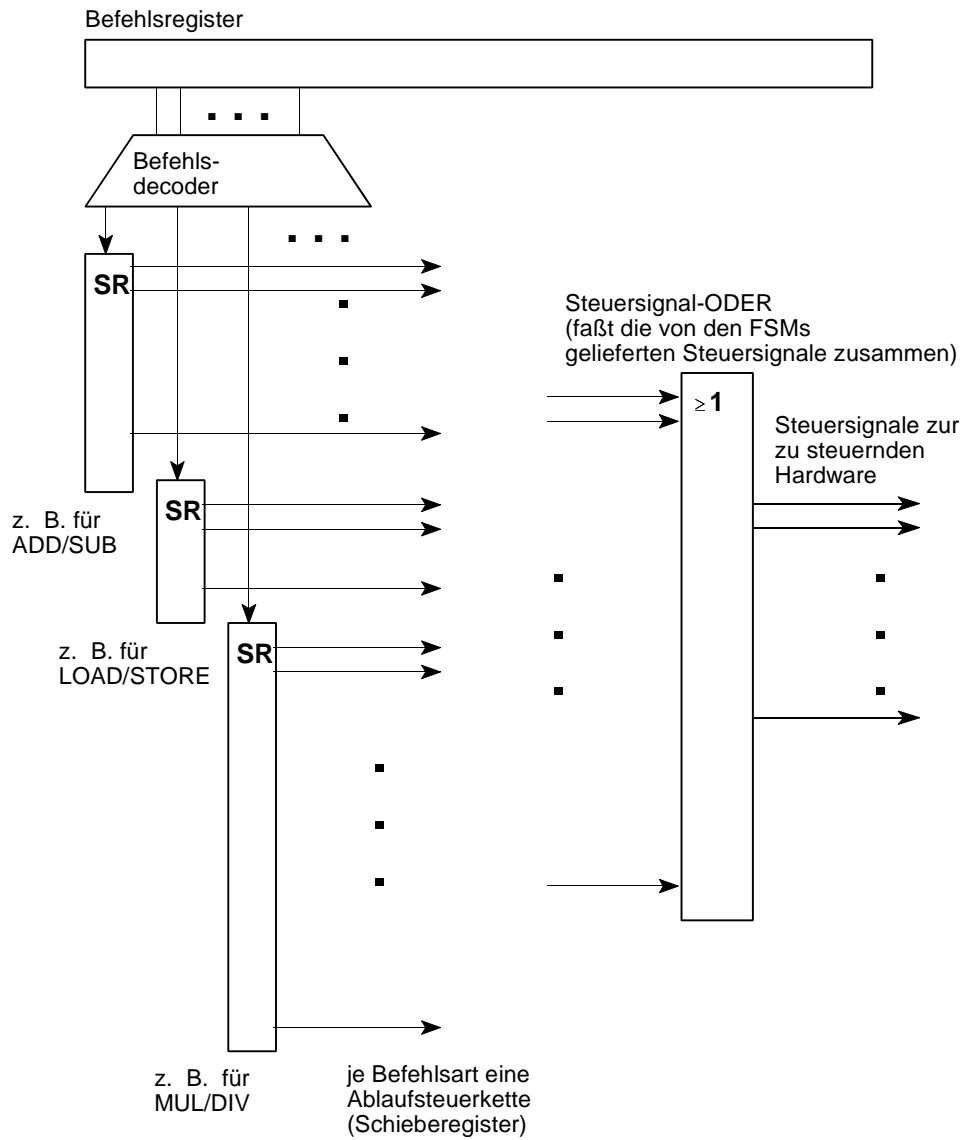 Befehlsregister
Befehls-
decoder
SR
Steuersignal-ODER
(faßt die von den FSMs
gelieferten Steuersignale zusammen)
≥1
Steuersignale zur
zu steuernden
Hardware
SR
z. B. für
ADD/SUB
SR
z. B. für
LOAD/STORE
z. B. für
MUL/DIV
je Befehlsart eine
Ablaufsteuerkette
(Schieberegister)